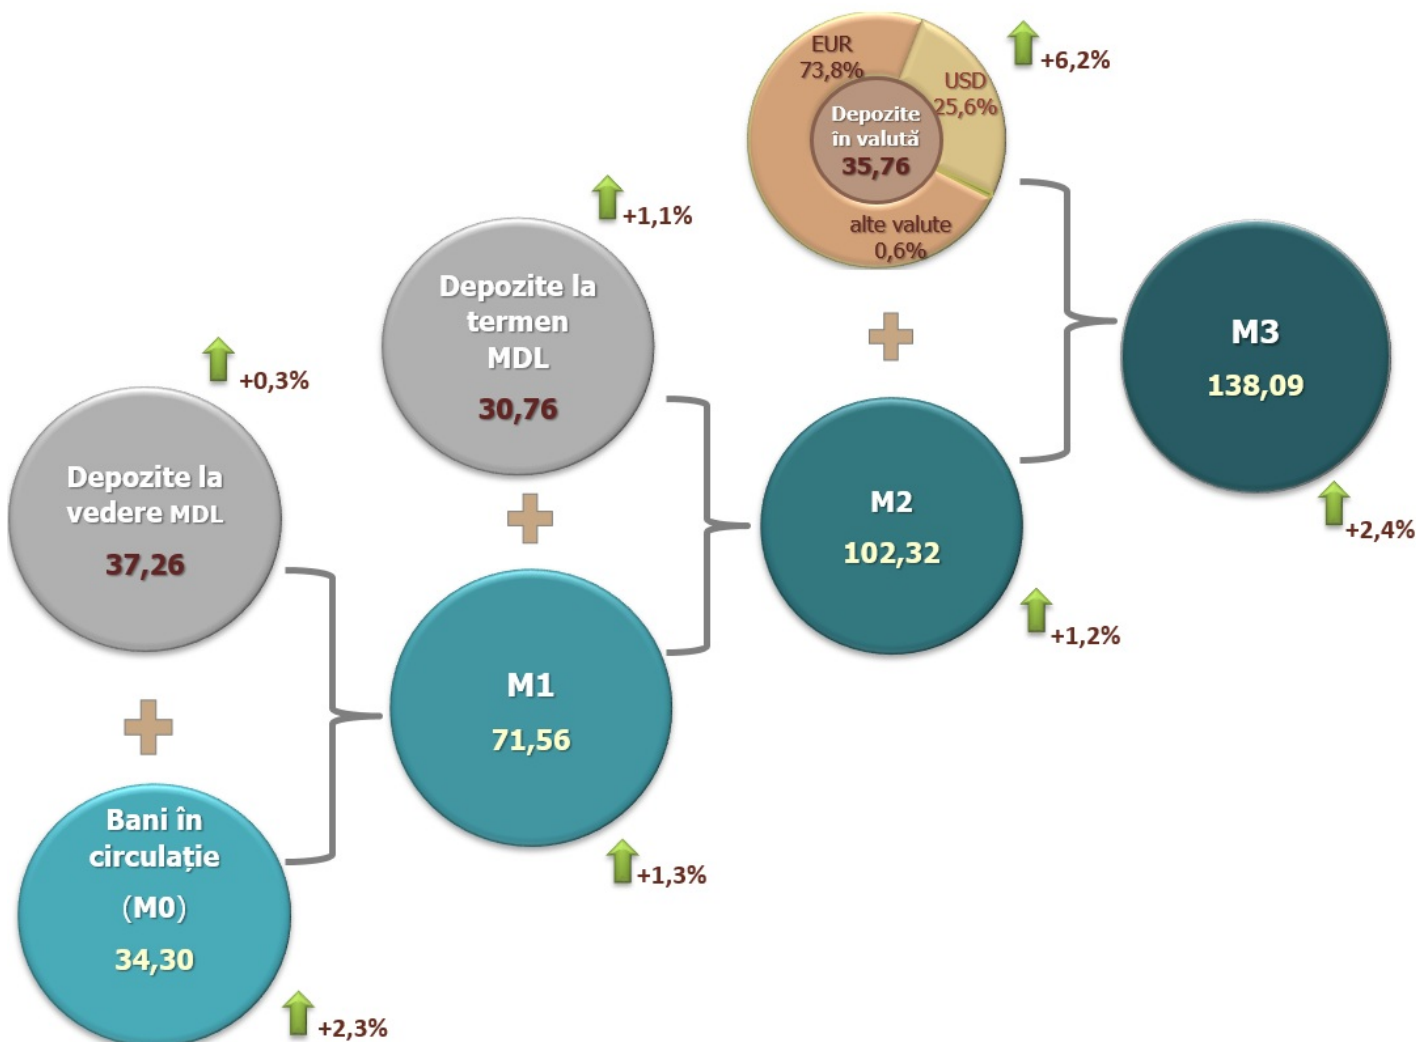 EUR
73,8%
USD
25,6%
Depozite
în valută
35,76
alte valute
0,6%
+6,2%
Depozite la
termen
MDL
30,76
+1,1%
M3
138,09
+2,4%
Depozite la
vedere MDL
37,26
+0,3%
M2
102,32
+1,2%
M1
71,56
+1,3%
Bani în
circulație
(M0)
34,30
+2,3%